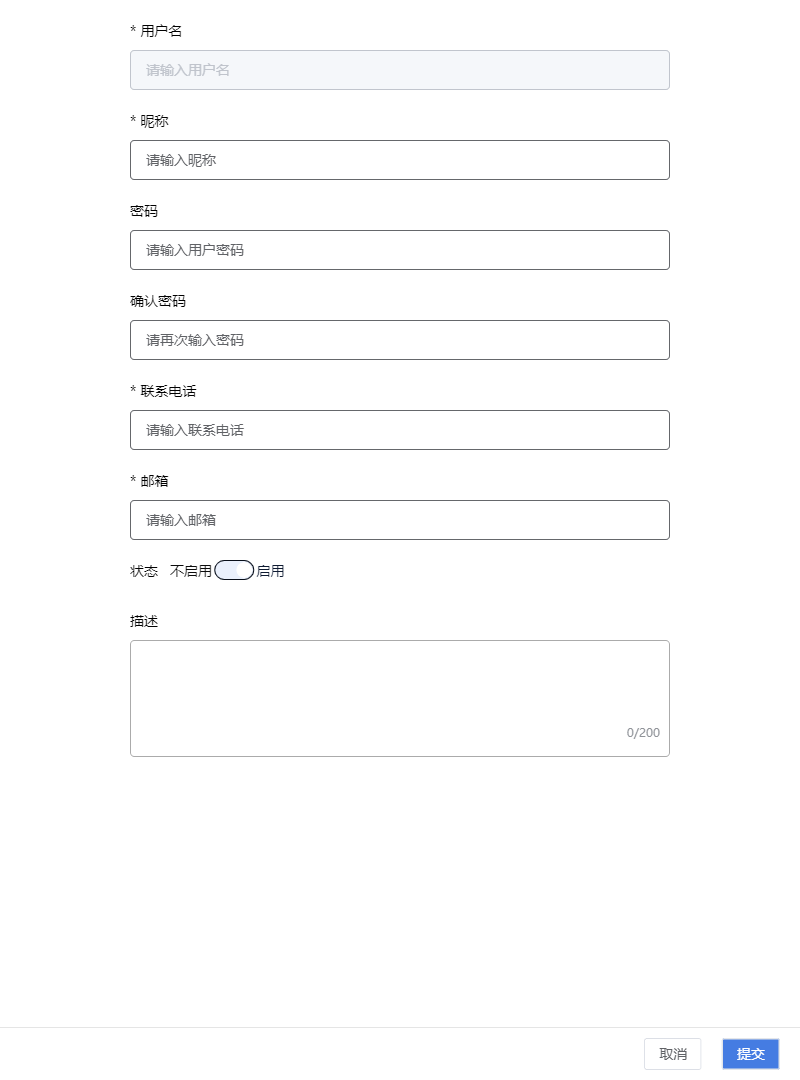 * 用户名
请输入用户名
* 昵称
请输入昵称
密码
请输入用户密码
确认密码
请再次输入密码
* 联系电话
请输入联系电话
* 邮箱
请输入邮箱
状态 不启用 启用
描述
0/200
取消 提交